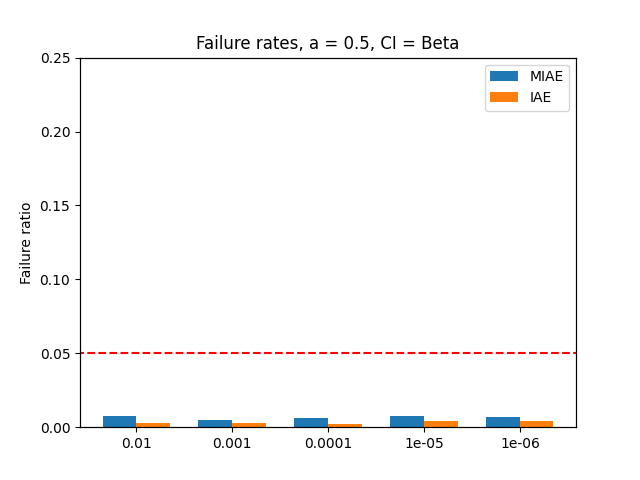 Failure rates, a = 0.5, CI = Beta
MIAE
IAE
Failure ratio
0.25
0.20
0.15
0.10
0.05
0.00
0.01
0.001
0.0001
1e-05
1e-06